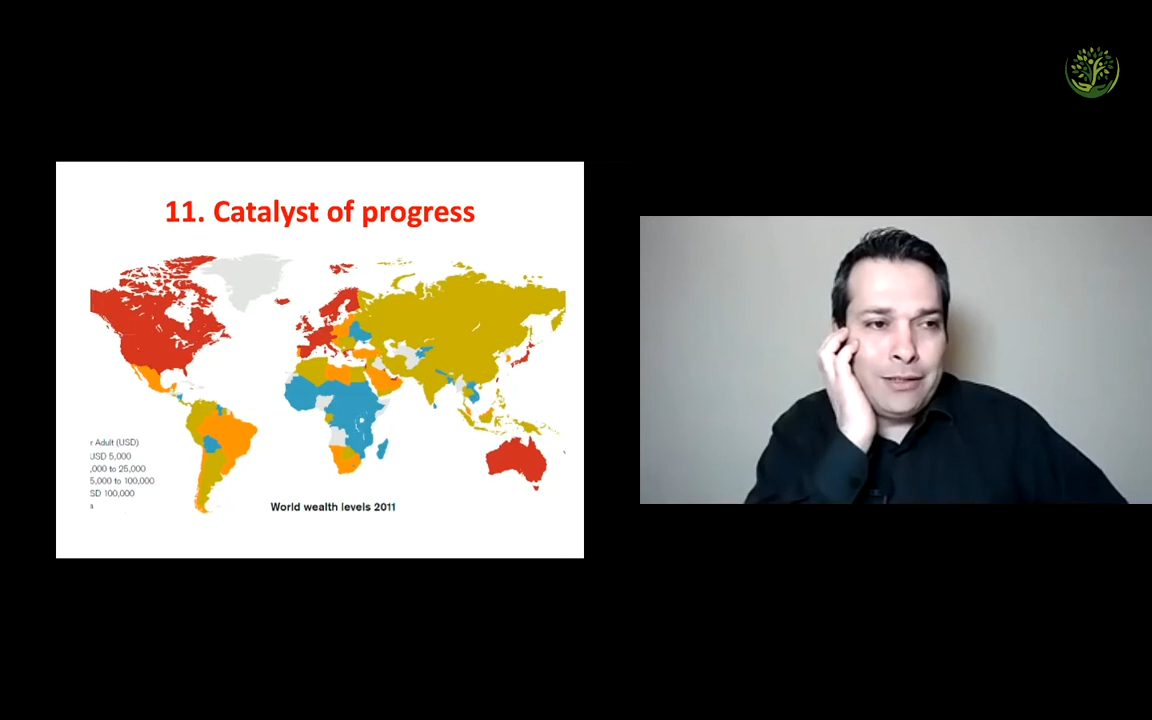 11. Catalyst of progress
r Adult (USD)
USD 5,000
,000 to 25,000
5,000 to 100,000
SD 100,000
a
World wealth levels 2011